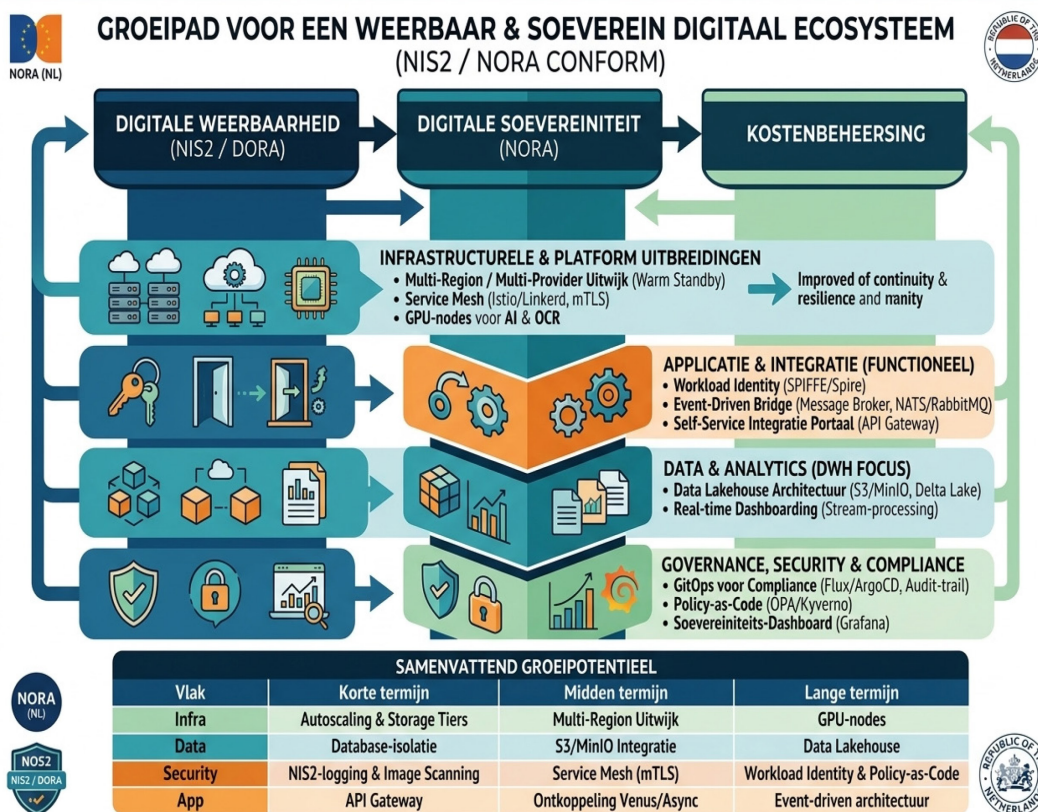 GROEIPAD VOOR EEN WEERBAAR & SOEVEREIN DIGITAAL ECOSYSTEEM
(NIS2 / NORA CONFORM)
NORA (NL)
REPUBLIC OF THE
NETHERLANDS
DIGITALE WEERBAARHEID
(NIS2 / DORA)
DIGITALE SOEVEREINITEIT
(NORA)
KOSTENBEHEERSING
INFRASTRUCTURELE & PLATFORM UITBREIDINGEN
• Multi-Region / Multi-Provider Uitwijk (Warm Standby)
• Service Mesh (Istio/Linkerd, mTLS)
• GPU-nodes voor AI & OCR
Improved of continuity &
resilience and manity
APPLICATIE & INTEGRATIE (FUNCTIONEEL)
• Workload Identity (SPIFFE/Spire)
• Event-Driven Bridge (Message Broker, NATS/RabbitMQ)
• Self-Service Integratie Portaal (API Gateway)
DATA & ANALYTICS (DWH FOCUS)
• Data Lakehouse Architectuur (S3/MinIO, Delta Lake)
• Real-time Dashboarding (Stream-processing)
GOVERNANCE, SECURITY & COMPLIANCE
• GitOps voor Compliance (Flux/ArgoCD, Audit-trail)
• Policy-as-Code (OPA/Kyverno)
• Soevereiniteits-Dashboard (Grafana)
SAMENVATTEND GROEIPOTENTIEEL
Vlak Korte termijn Midden termijn Lange termijn
Infra Autoscaling & Storage Tiers Multi-Region Uitwijk GPU-nodes
Data Database-isolatie S3/MinIO Integratie Data Lakehouse
Security NIS2-logging & Image Scanning Service Mesh (mTLS) Workload Identity & Policy-as-Code
App API Gateway Ontkoppeling Venus/Async Event-driven architectuur
NORA
(NL)
NOS2
NIS2 / DORA
REPUBLIC OF
NETHERLAND